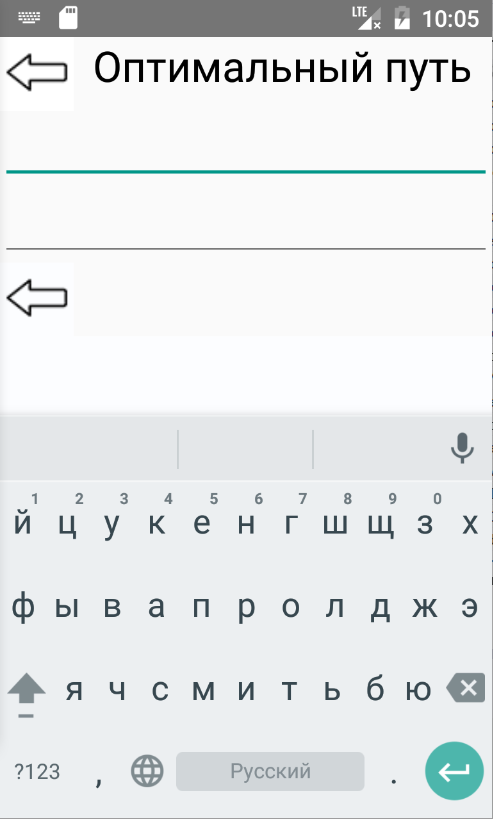 LTE 10:05
Оптимальный путь
1 2 3 4 5 6 7 8 9 0
й ц у к е н г ш щ з х
ф ы в а п р о л д ж э
я ч с м и т ь б ю
?123 , Русский .